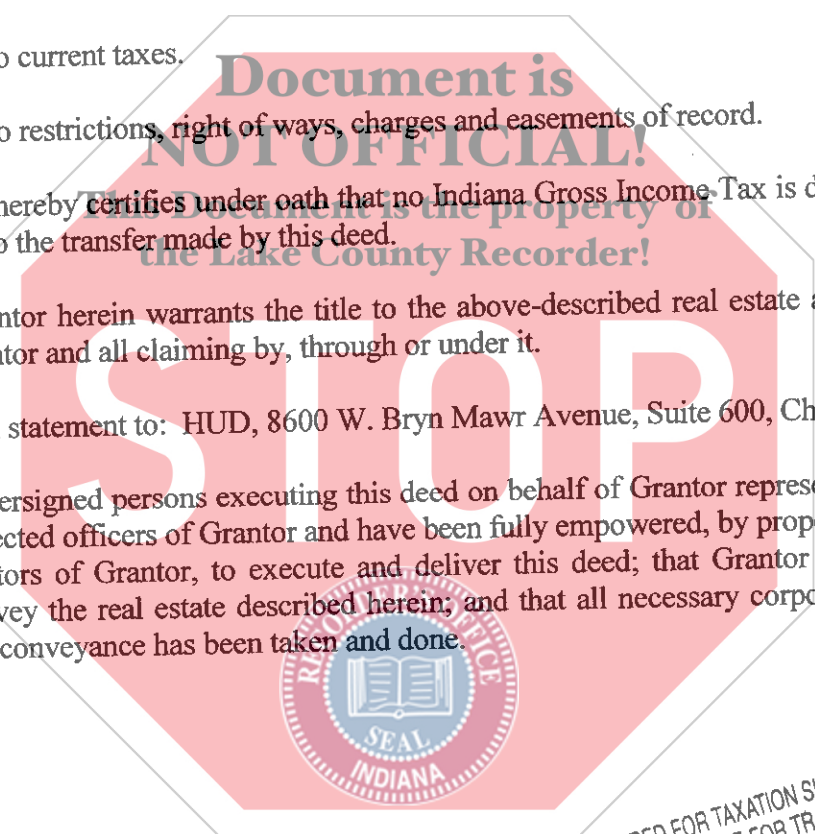 o current taxes.
Document is
o restrictions, right of ways, charges and easements of record.
NOT OFFICIAL!
hereby certifies under oath that no Indiana Gross Income Tax is d
This Document is the property of
o the transfer made by this deed.
the Lake County Recorder!
ntor herein warrants the title to the above-described real estate a
ntor and all claiming by, through or under it.
STOP
statement to: HUD, 8600 W. Bryn Mawr Avenue, Suite 600, Ch
ersigned persons executing this deed on behalf of Grantor represe
ected officers of Grantor and have been fully empowered, by prop
tors of Grantor, to execute and deliver this deed; that Grantor
vey the real estate described herein; and that all necessary corpo
conveyance has been taken and done.
RECORDER'S OFFICE
SEAL
INDIANA
FOR TAXATION